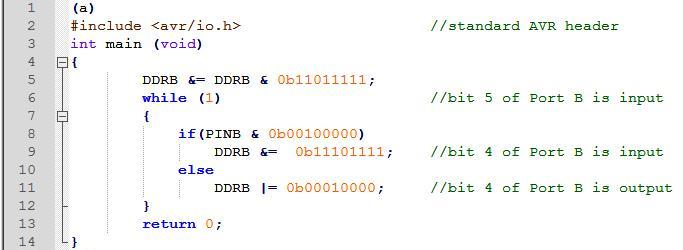 1 (a)
2 #include <avr/io.h> //standard AVR header
3 int main (void)
4 {
5 DDRB &= DDRB & 0b11011111;
6 while (1) //bit 5 of Port B is input
7 {
8 if(PINB & 0b00100000)
9 DDRB &= 0b11101111; //bit 4 of Port B is input
10 else
11 DDRB |= 0b00010000; //bit 4 of Port B is output
12 }
13 return 0;
14 }